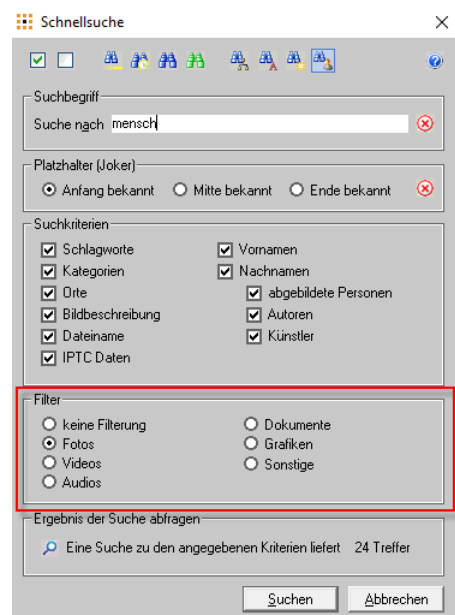 Schnellsuche
Suchbegriff
Suche nach mensch
Platzhalter (Joker)
Anfang bekannt Mitte bekannt Ende bekannt
Suchkriterien
Schlagworte Vornamen
Kategorien Nachnamen
Orte abgebildete Personen
Bildbeschreibung Autoren
Dateiname Künstler
IPTC Daten
Filter
keine Filterung Dokumente
Fotos Grafiken
Videos Sonstige
Audios
Ergebnis der Suche abfragen
Eine Suche zu den angegebenen Kriterien liefert 24 Treffer
Suchen Abbrechen